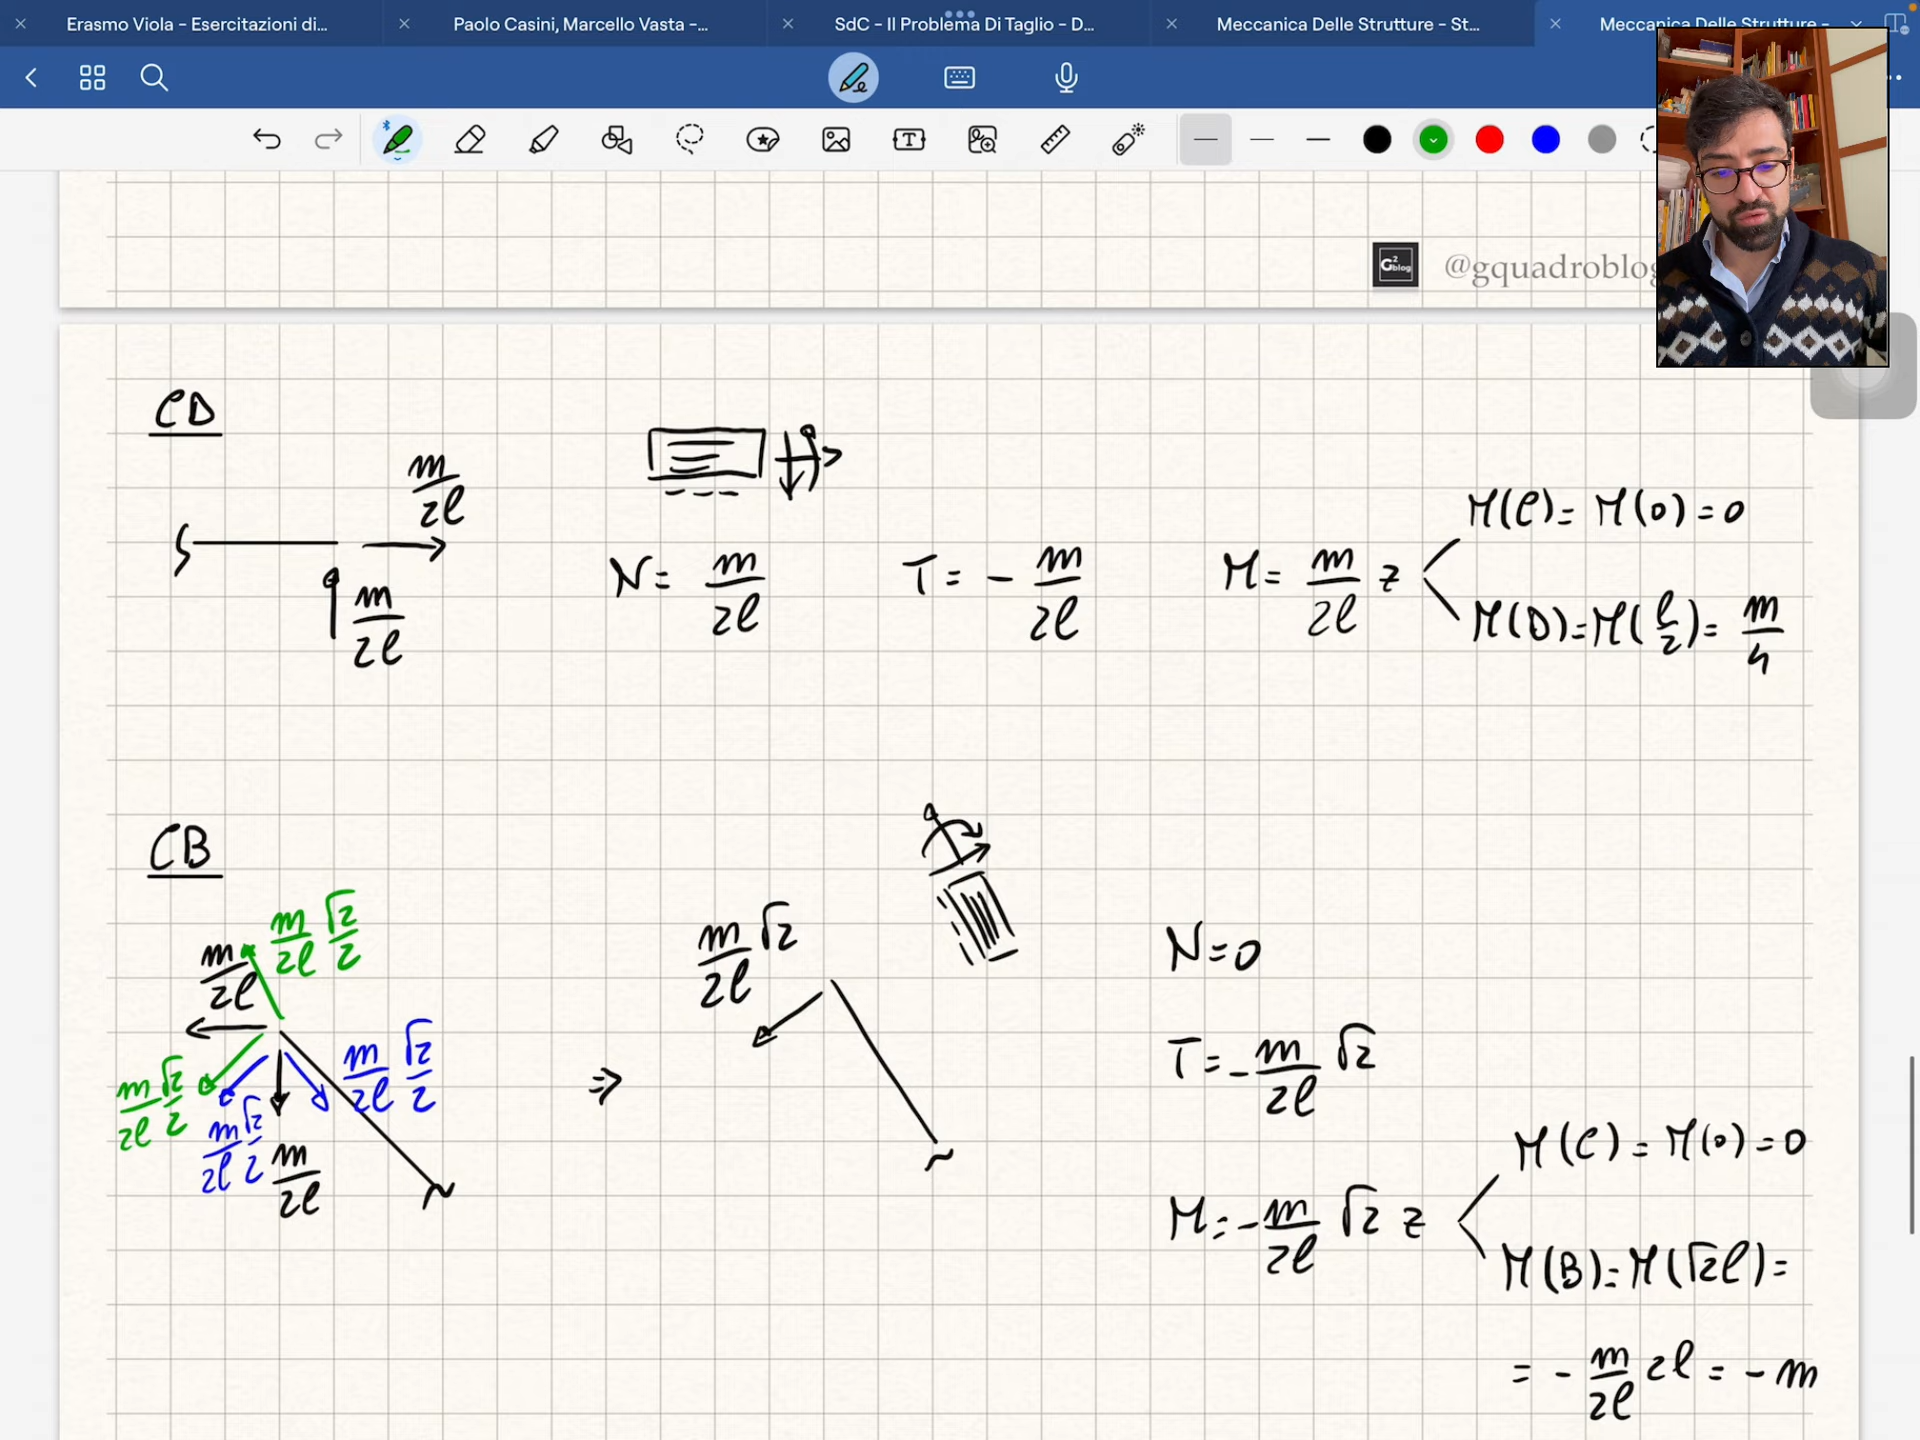 Erasmo Viola - Esercitazioni di...
Paolo Casini, Marcello Vasta -...
SdC - Il Problema Di Taglio - D...
Meccanica Delle Strutture - St...
Meccanica Delle Strutture -
G2 blog
@gquadroblog
CD
m/2l
m/2l
N = m/2l
T = - m/2l
M = m/2l z
M(C) = M(0) = 0
M(D) = M(l/2) = m/4
CB
m/2l √2/2
m/2l
m/2l √2/2
m/2l √2/2
m/2l √2/2
m/2l
⇒
m/2l √2
N = 0
T = - m/2l √2
M = - m/2l √2 z
M(C) = M(0) = 0
M(B) = M(√2l) =
= - m/2l 2l = - m